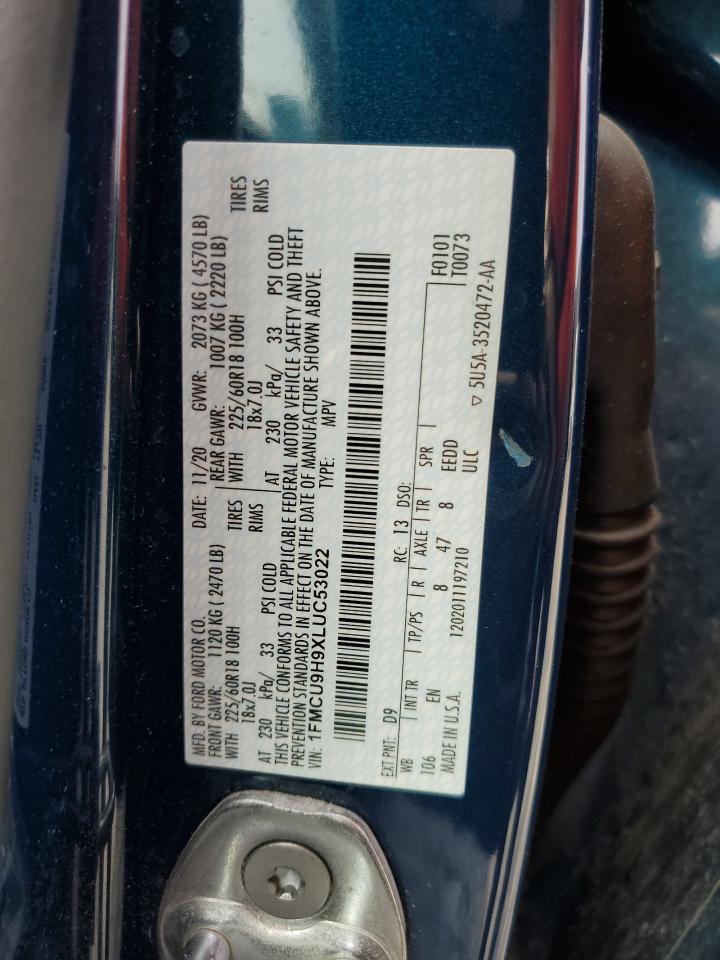 MFD. BY FORD MOTOR CO.
DATE: 11/20 GVWR: 2073 KG ( 4570 LB)
FRONT GAWR: 1120 KG ( 2470 LB)
REAR GAWR: 1007 KG ( 2220 LB)
WITH 225/60R18 100H TIRES
WITH 225/60R18 100H TIRES
18x7.0J RIMS
18x7.0J RIMS
AT 230 kPa/ 33 PSI COLD
AT 230 kPa/ 33 PSI COLD
THIS VEHICLE CONFORMS TO ALL APPLICABLE FEDERAL MOTOR VEHICLE SAFETY AND THEFT
PREVENTION STANDARDS IN EFFECT ON THE DATE OF MANUFACTURE SHOWN ABOVE.
VIN: 1FMCU9H9XLUC53022
TYPE: MPV
EXT PNT: D9 RC: 13 DSO:
F0101
T0073
WB INT TR TP/PS R AXLE TR SPR
106 EN 8 47 8 EEDD
MADE IN U.S.A. 12020111197210 ULC
▽ 5U5A-3520472-AA